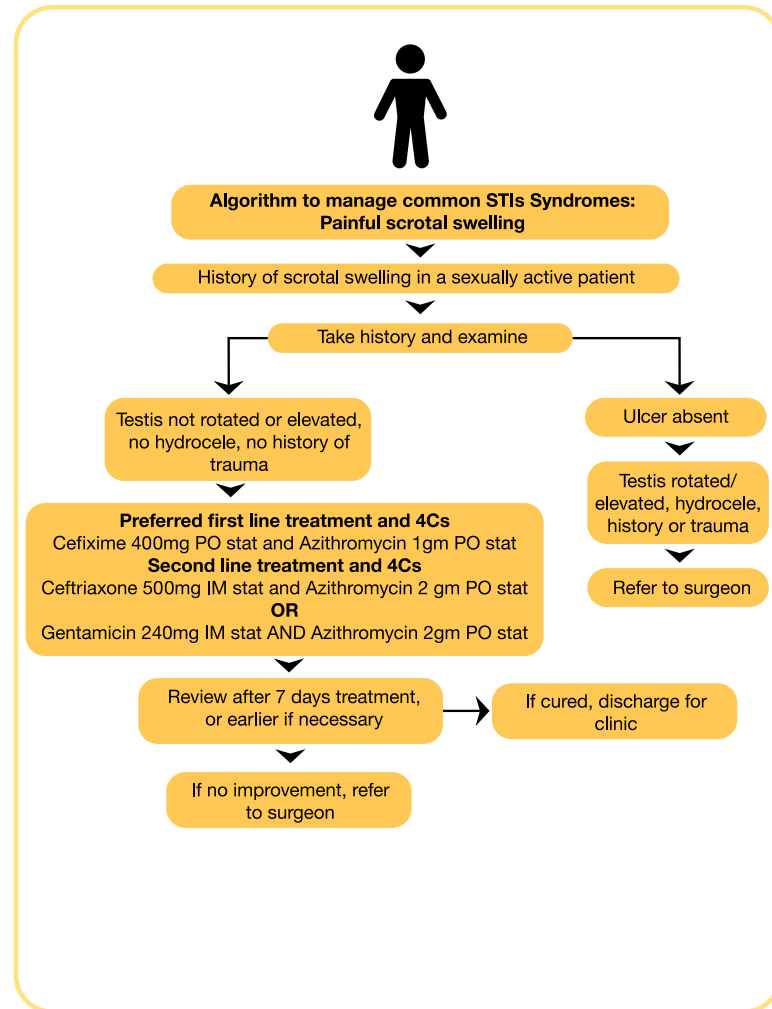 Algorithm to manage common STIs Syndromes:
Painful scrotal swelling
History of scrotal swelling in a sexually active patient
Take history and examine
Testis not rotated or elevated,
no hydrocele, no history of
trauma
Ulcer absent
Testis rotated/
elevated, hydrocele,
history or trauma
Refer to surgeon
Preferred first line treatment and 4Cs
Cefixime 400mg PO stat and Azithromycin 1gm PO stat
Second line treatment and 4Cs
Ceftriaxone 500mg IM stat and Azithromycin 2 gm PO stat
OR
Gentamicin 240mg IM stat AND Azithromycin 2gm PO stat
Review after 7 days treatment,
or earlier if necessary
If cured, discharge for
clinic
If no improvement, refer
to surgeon